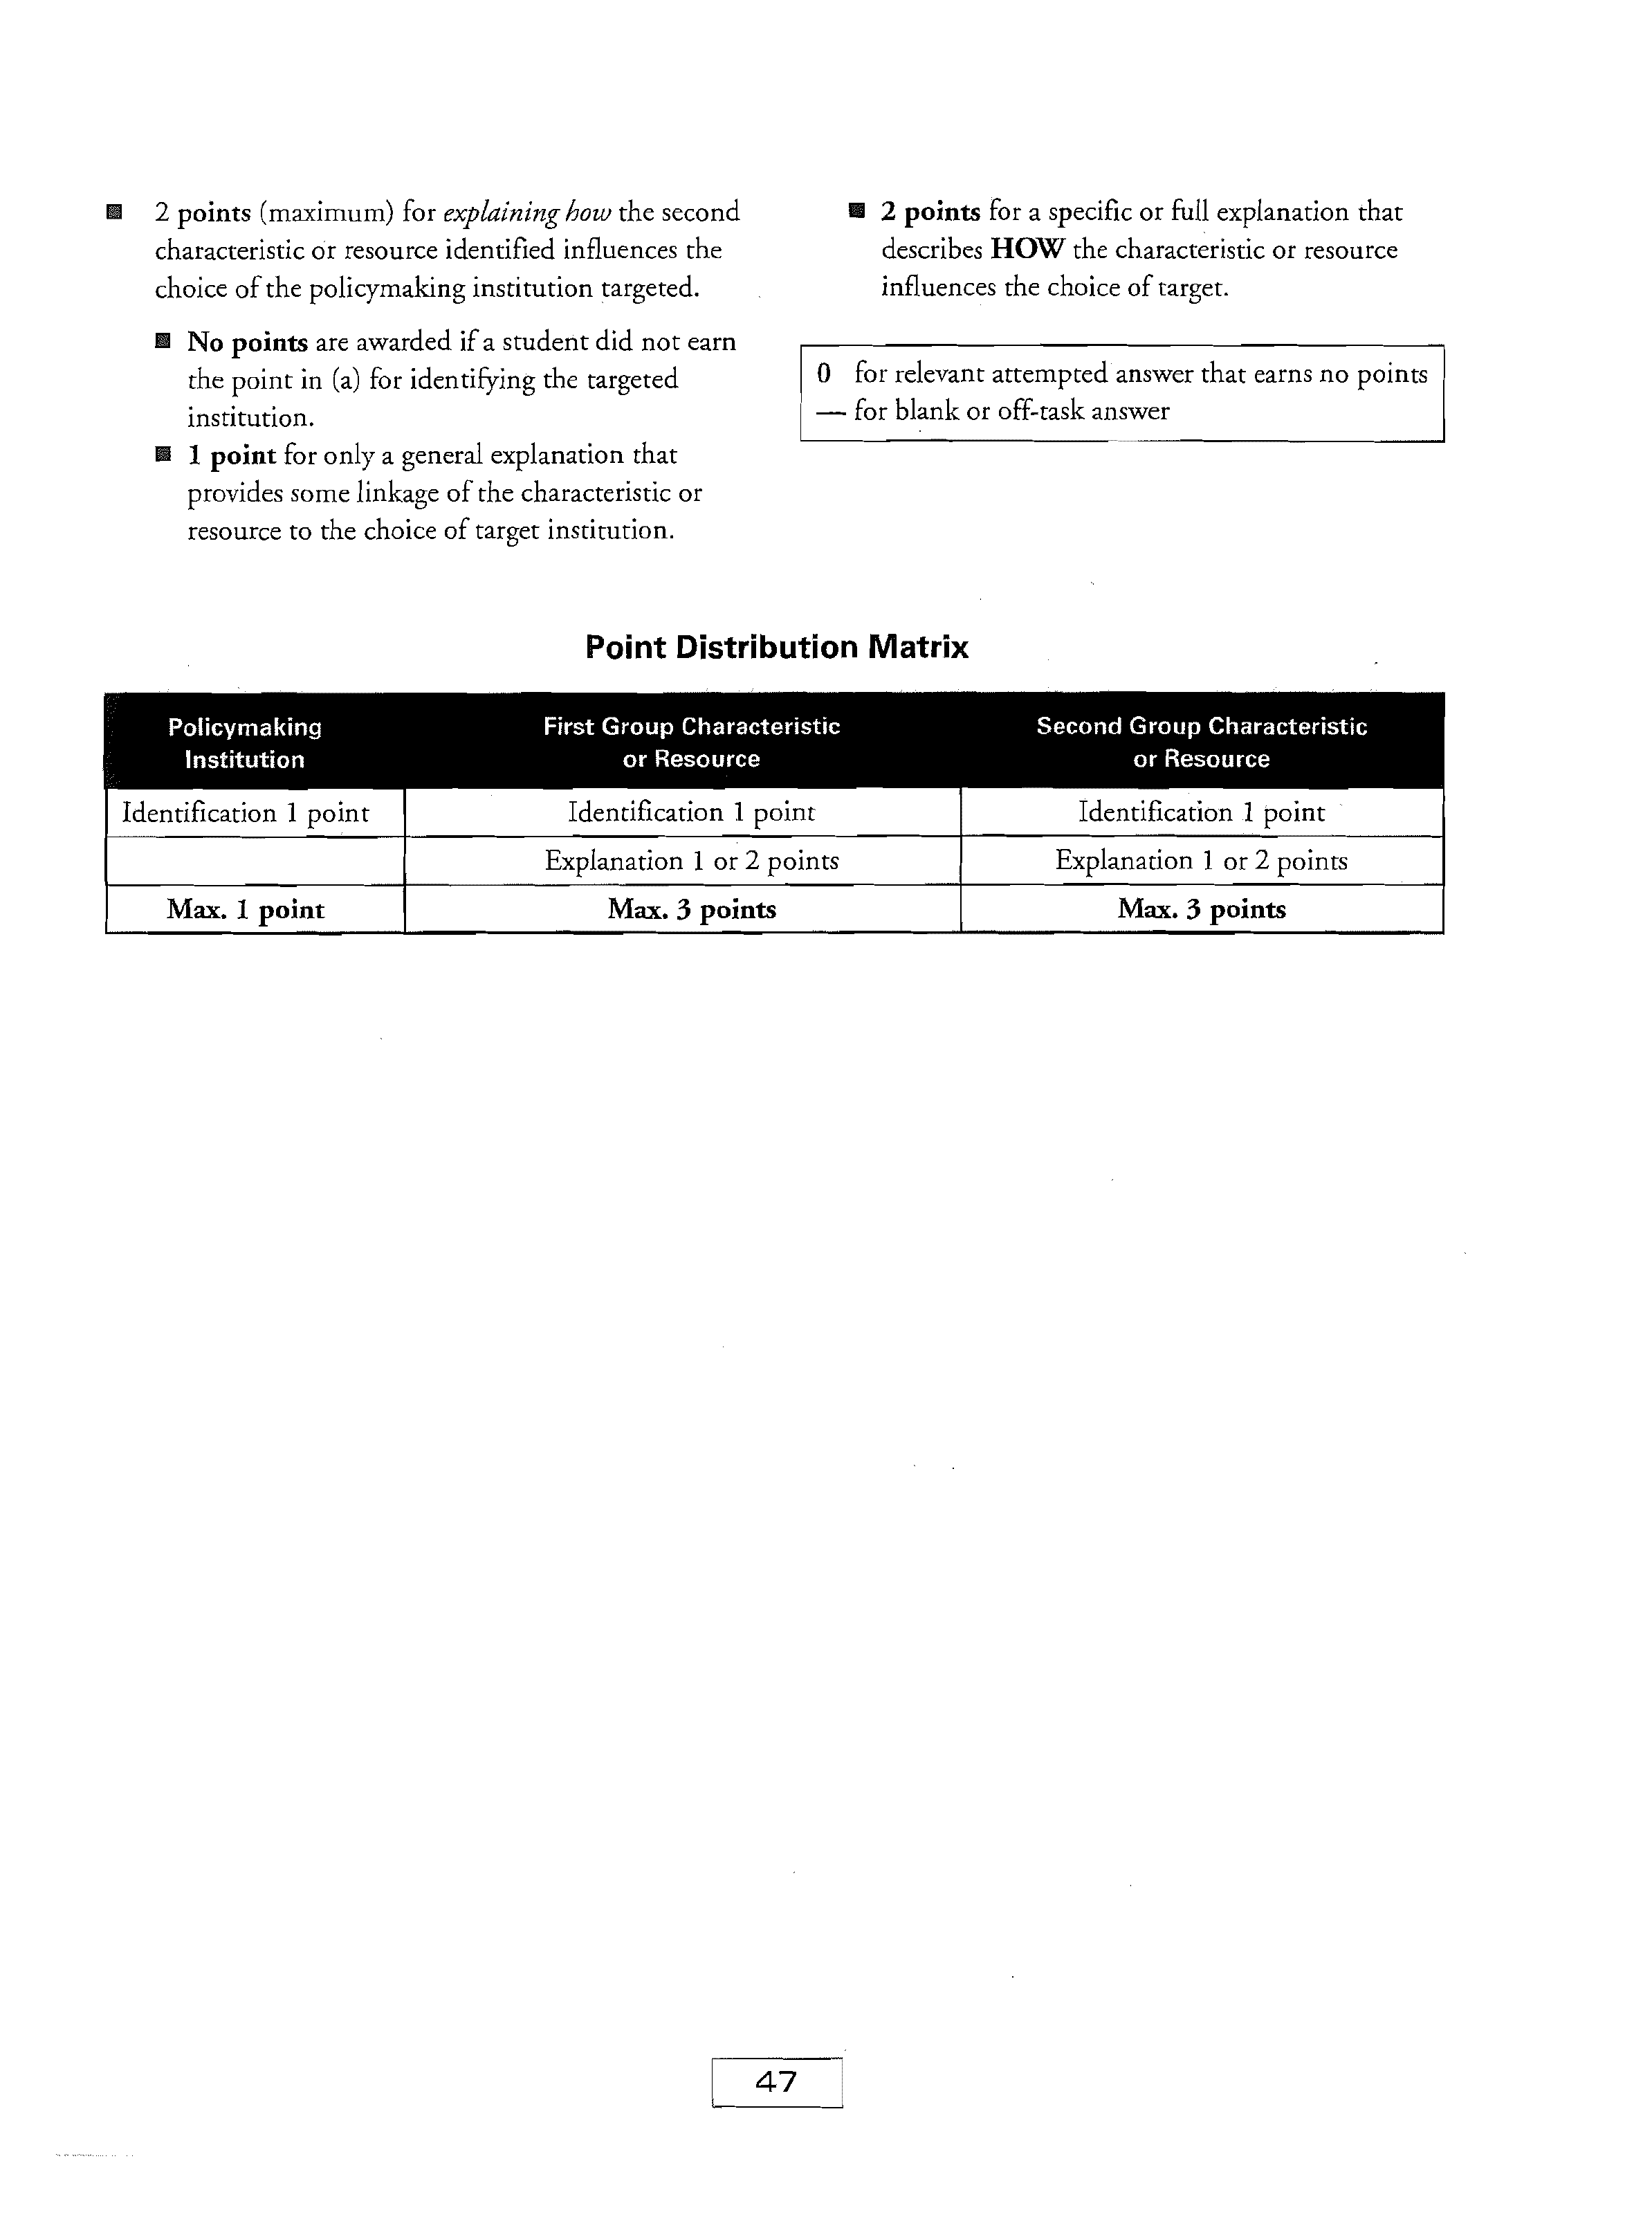 ■ 2 points (maximum) for explaining how the second
characteristic or resource identified influences the
choice of the policymaking institution targeted.
■ No points are awarded if a student did not earn
the point in (a) for identifying the targeted
institution.
■ 1 point for only a general explanation that
provides some linkage of the characteristic or
resource to the choice of target institution.
■ 2 points for a specific or full explanation that
describes HOW the characteristic or resource
influences the choice of target.
0 for relevant attempted answer that earns no points
— for blank or off-task answer
Point Distribution Matrix
Policymaking
Institution
First Group Characteristic
or Resource
Second Group Characteristic
or Resource
Identification 1 point
Identification 1 point
Identification 1 point
Explanation 1 or 2 points
Explanation 1 or 2 points
Max. 1 point
Max. 3 points
Max. 3 points
47